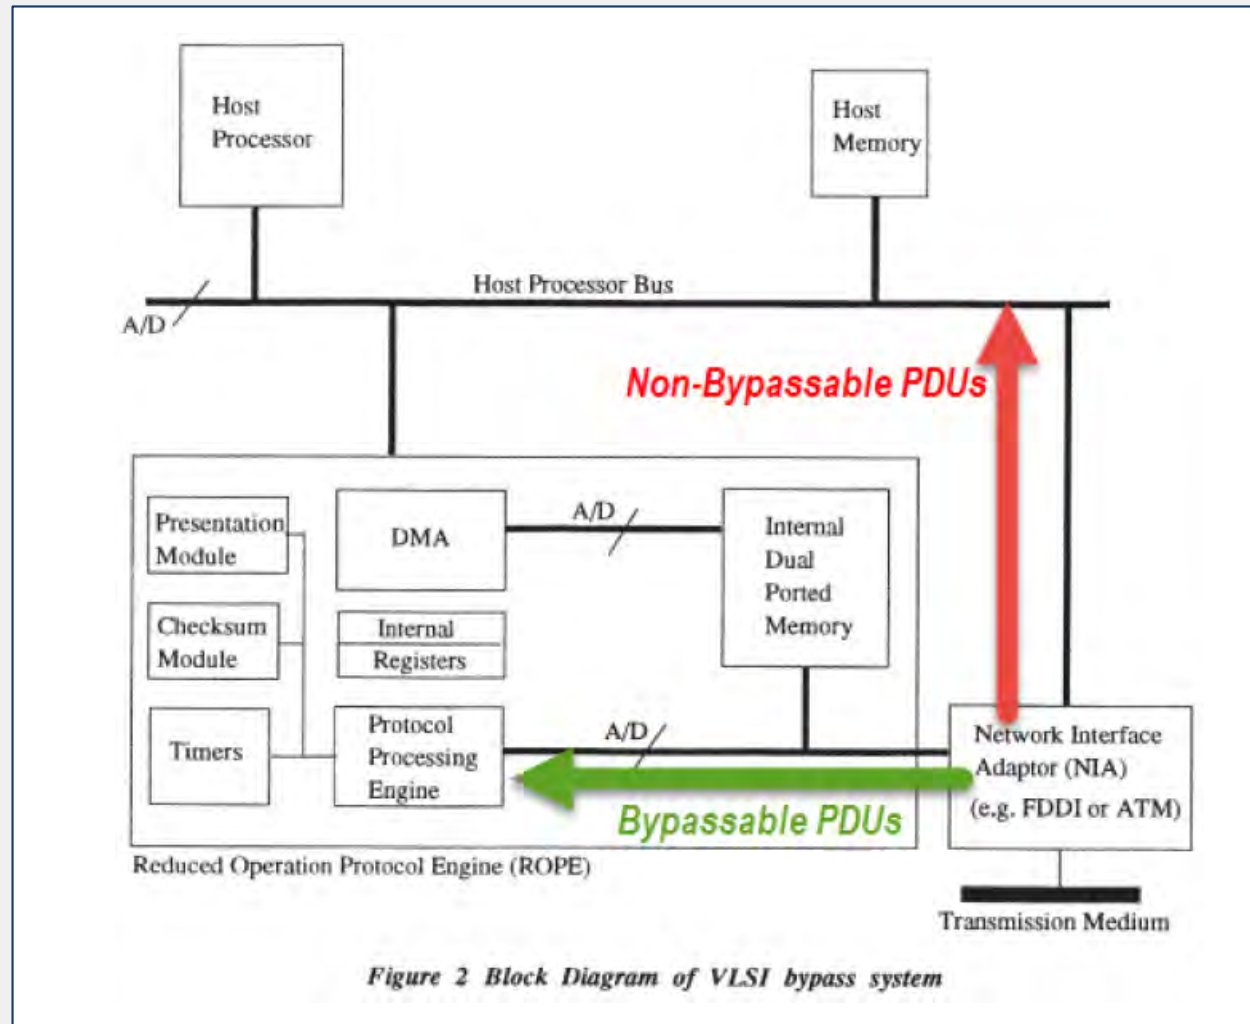 Host
Processor
Host
Memory
Host Processor Bus
A/D
Non-Bypassable PDUs
Presentation
Module
DMA
A/D
Internal
Dual
Ported
Memory
Checksum
Module
Internal
Registers
Timers
Protocol
Processing
Engine
A/D
Network Interface
Adaptor (NIA)
(e.g. FDDI or ATM)
Bypassable PDUs
Reduced Operation Protocol Engine (ROPE)
Transmission Medium
Figure 2 Block Diagram of VLSI bypass system